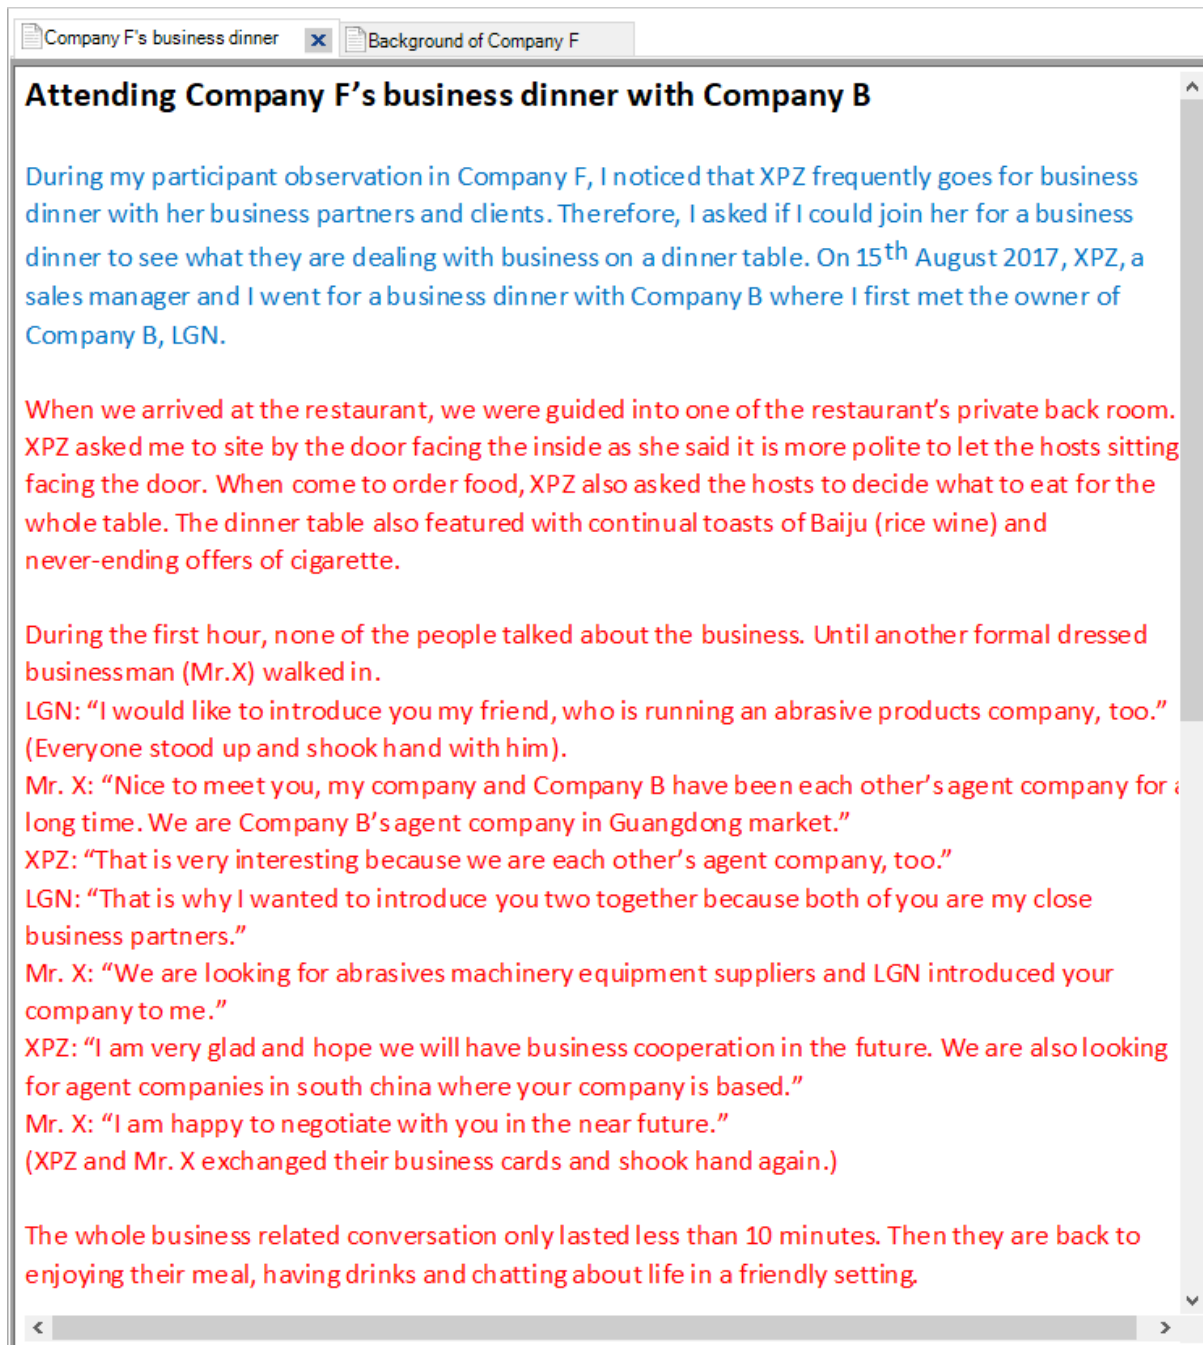 Company F's business dinner
Background of Company F
Attending Company F’s business dinner with Company B
During my participant observation in Company F, I noticed that XPZ frequently goes for business
dinner with her business partners and clients. Therefore, I asked if I could join her for a business
dinner to see what they are dealing with business on a dinner table. On 15th August 2017, XPZ, a
sales manager and I went for a business dinner with Company B where I first met the owner of
Company B, LGN.
When we arrived at the restaurant, we were guided into one of the restaurant’s private back room.
XPZ asked me to site by the door facing the inside as she said it is more polite to let the hosts sitting
facing the door. When come to order food, XPZ also asked the hosts to decide what to eat for the
whole table. The dinner table also featured with continual toasts of Baiju (rice wine) and
never-ending offers of cigarette.
During the first hour, none of the people talked about the business. Until another formal dressed
businessman (Mr.X) walked in.
LGN: “I would like to introduce you my friend, who is running an abrasive products company, too.”
(Everyone stood up and shook hand with him).
Mr. X: “Nice to meet you, my company and Company B have been each other’s agent company for
long time. We are Company B’s agent company in Guangdong market.”
XPZ: “That is very interesting because we are each other’s agent company, too.”
LGN: “That is why I wanted to introduce you two together because both of you are my close
business partners.”
Mr. X: “We are looking for abrasives machinery equipment suppliers and LGN introduced your
company to me.”
XPZ: “I am very glad and hope we will have business cooperation in the future. We are also looking
for agent companies in south china where your company is based.”
Mr. X: “I am happy to negotiate with you in the near future.”
(XPZ and Mr. X exchanged their business cards and shook hand again.)
The whole business related conversation only lasted less than 10 minutes. Then they are back to
enjoying their meal, having drinks and chatting about life in a friendly setting.